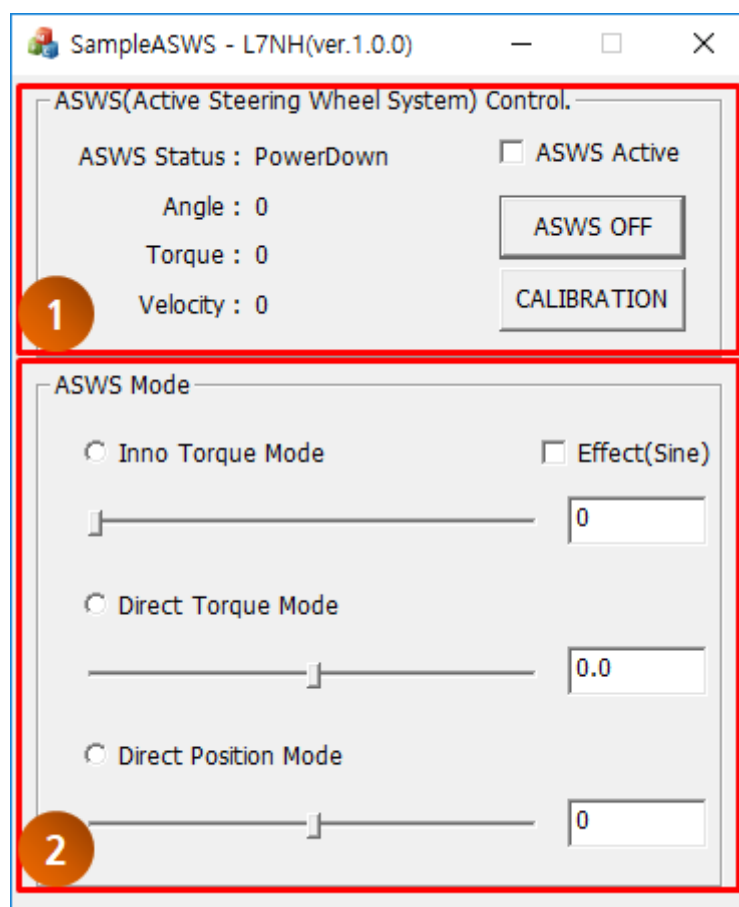 SampleASWS - L7NH(ver.1.0.0)
ASWS(Active Steering Wheel System) Control.
ASWS Status : PowerDown
ASWS Active
Angle : 0
ASWS OFF
Torque : 0
CALIBRATION
Velocity : 0
1
ASWS Mode
Inno Torque Mode
Effect(Sine)
0
Direct Torque Mode
0.0
Direct Position Mode
0
2